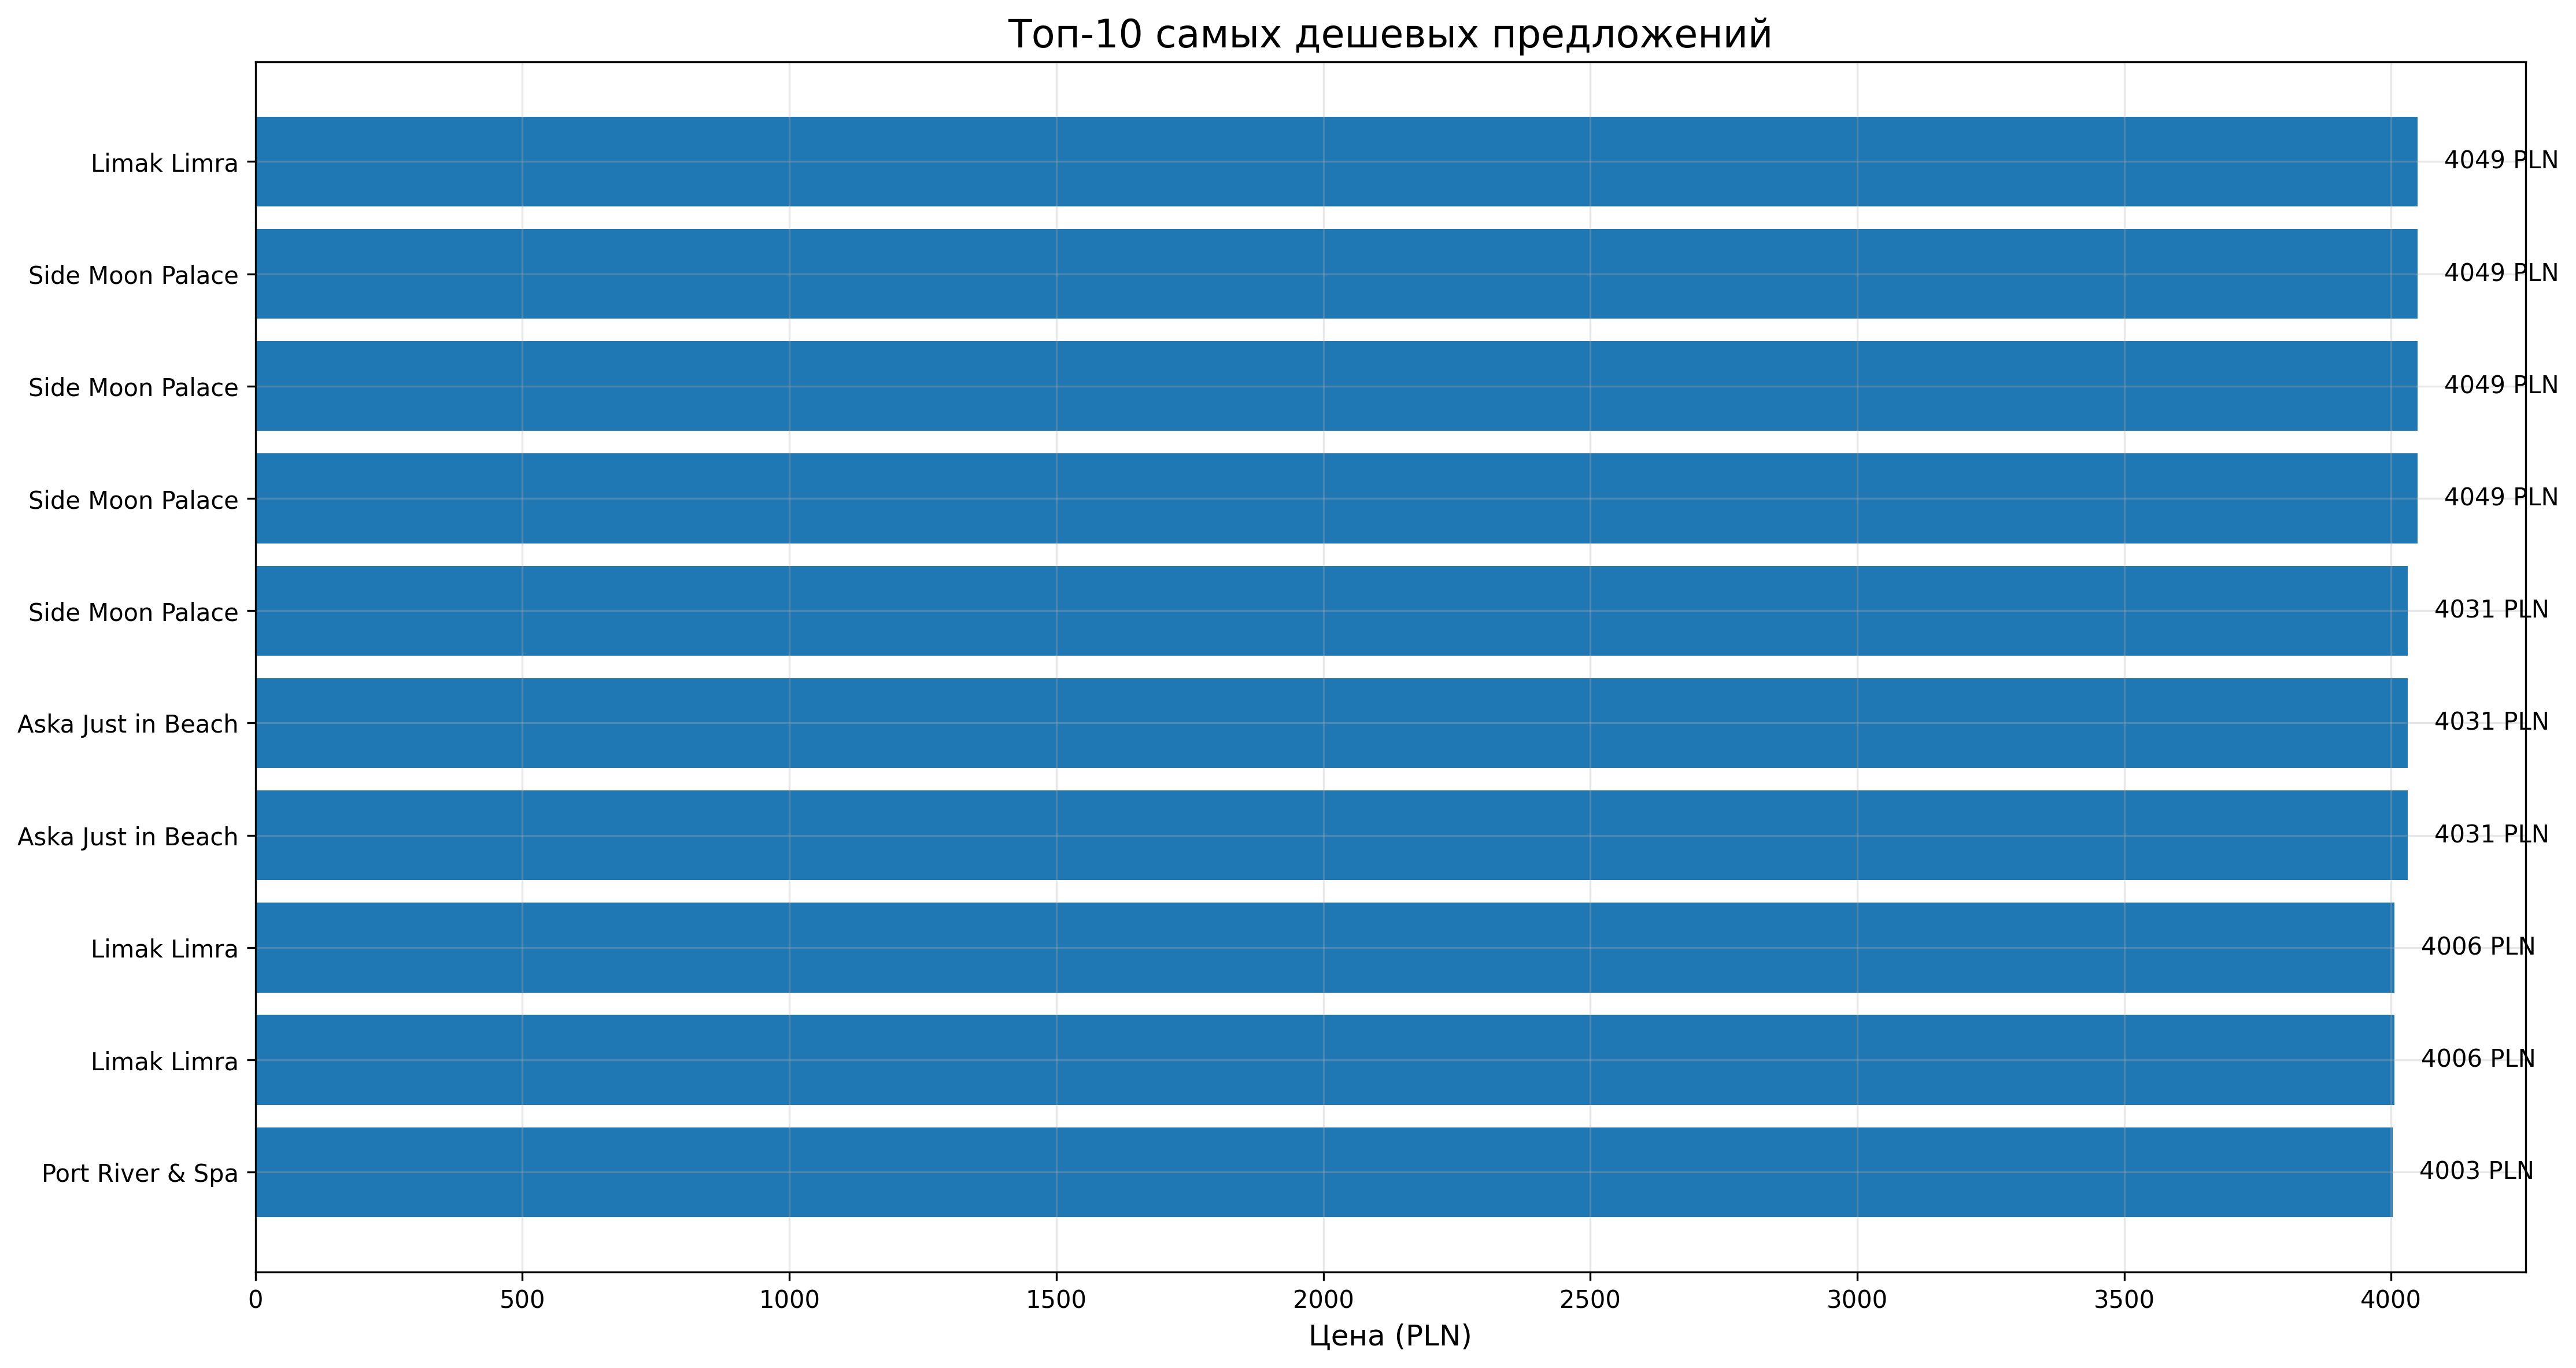 Топ-10 самых дешевых предложений
Limak Limra 4049 PLN
Side Moon Palace 4049 PLN
Side Moon Palace 4049 PLN
Side Moon Palace 4049 PLN
Side Moon Palace 4031 PLN
Aska Just in Beach 4031 PLN
Aska Just in Beach 4031 PLN
Limak Limra 4006 PLN
Limak Limra 4006 PLN
Port River & Spa 4003 PLN
0 500 1000 1500 2000 2500 3000 3500 4000
Цена (PLN)